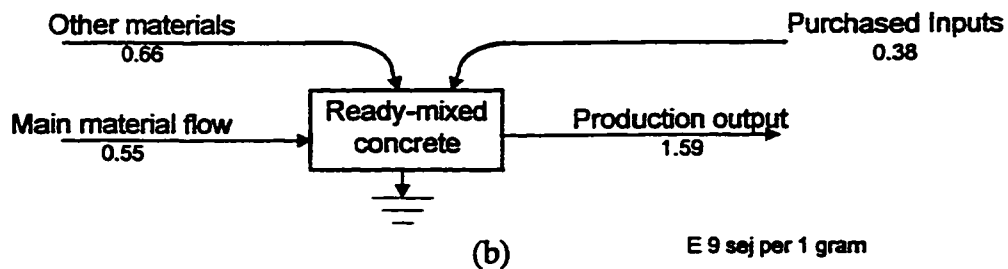 Other materials
0.66
Purchased Inputs
0.38
Main material flow
0.55
Ready-mixed
concrete
Production output
1.59
(b)
E 9 sej per 1 gram